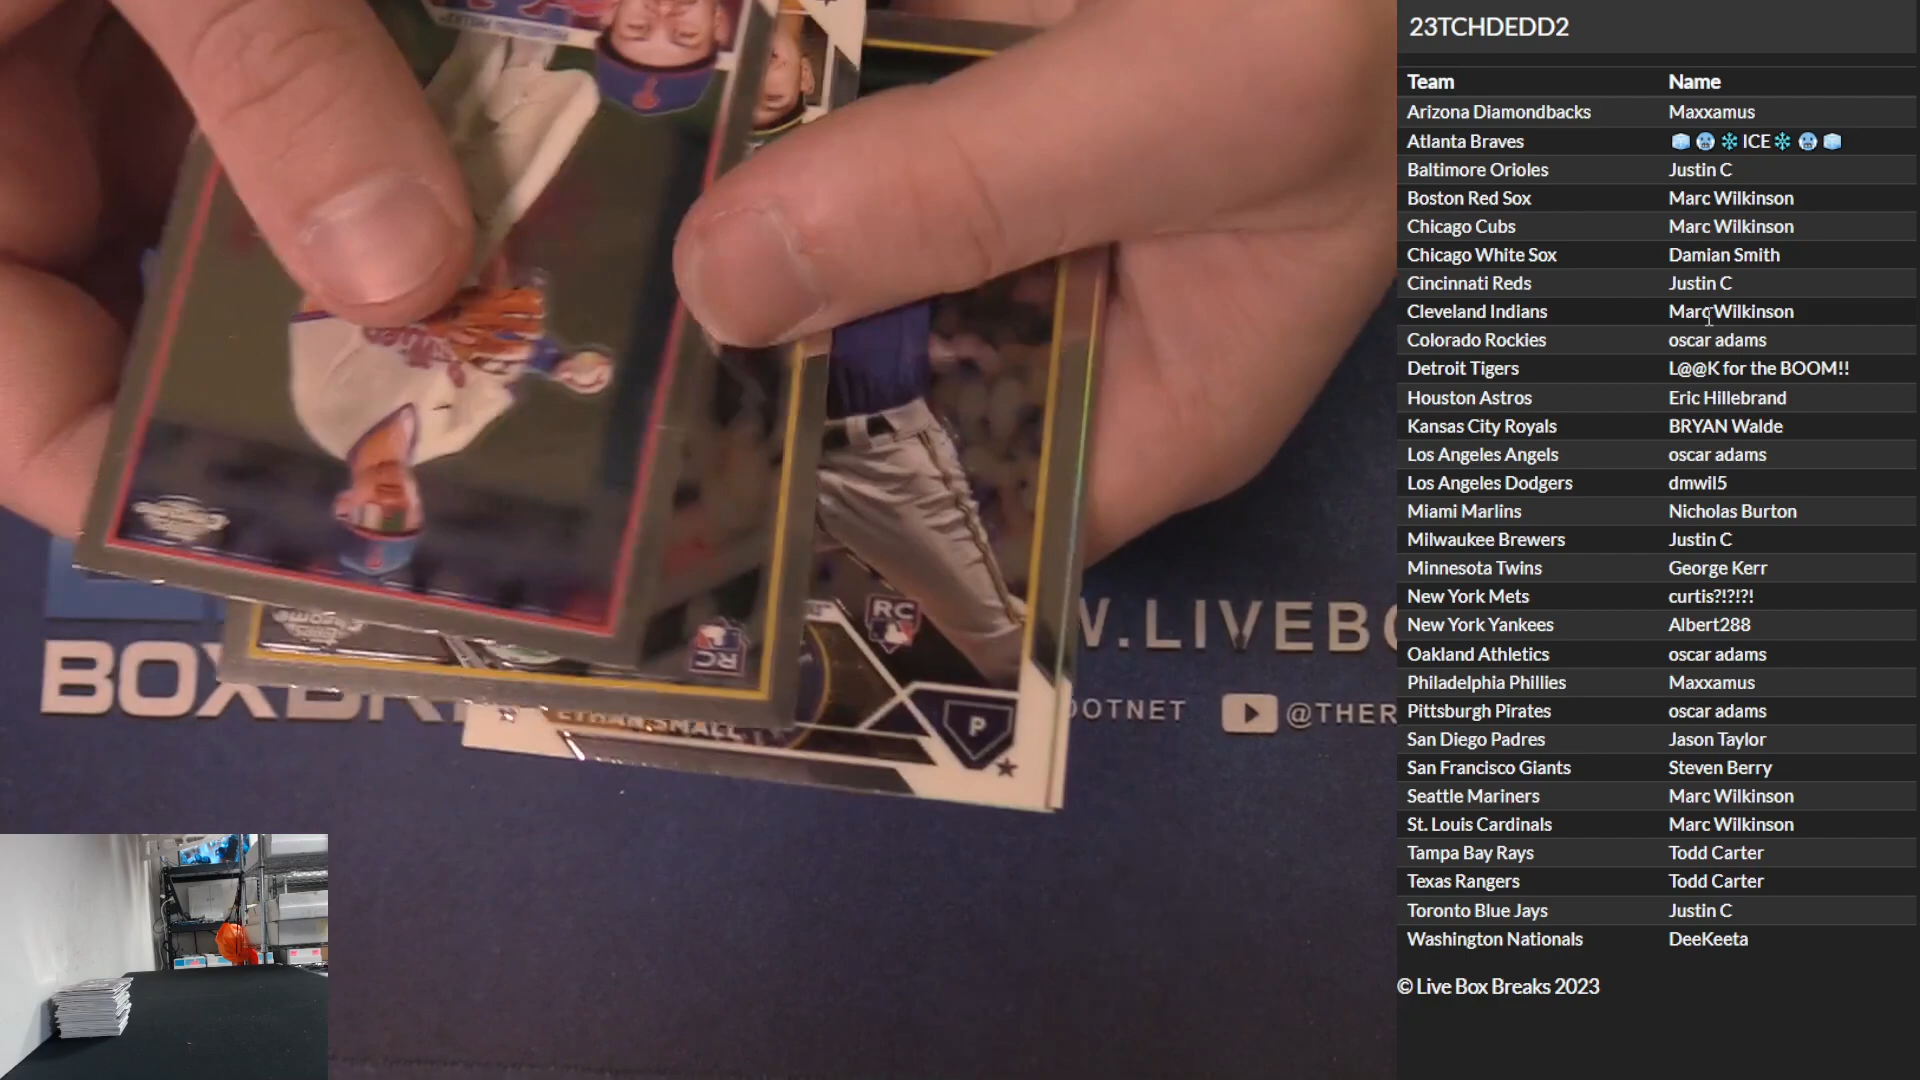 23TCHDEDD2
Team Name
Arizona Diamondbacks Maxxamus
Atlanta Braves 🧊 🥶 ❄ ICE ❄ 🥶 🧊
Baltimore Orioles Justin C
Boston Red Sox Marc Wilkinson
Chicago Cubs Marc Wilkinson
Chicago White Sox Damian Smith
Cincinnati Reds Justin C
Cleveland Indians Marc Wilkinson
Colorado Rockies oscar adams
Detroit Tigers L@@K for the BOOM!!
Houston Astros Eric Hillebrand
Kansas City Royals BRYAN Walde
Los Angeles Angels oscar adams
Los Angeles Dodgers dmwil5
Miami Marlins Nicholas Burton
Milwaukee Brewers Justin C
Minnesota Twins George Kerr
New York Mets curtis?!?!?!
New York Yankees Albert288
Oakland Athletics oscar adams
Philadelphia Phillies Maxxamus
Pittsburgh Pirates oscar adams
San Diego Padres Jason Taylor
San Francisco Giants Steven Berry
Seattle Mariners Marc Wilkinson
St. Louis Cardinals Marc Wilkinson
Tampa Bay Rays Todd Carter
Texas Rangers Todd Carter
Toronto Blue Jays Justin C
Washington Nationals DeeKeeta
© Live Box Breaks 2023
RC
RC
ETHAN SMALL
P
BOXBR
W.LIVEB
DOTNET
@THER